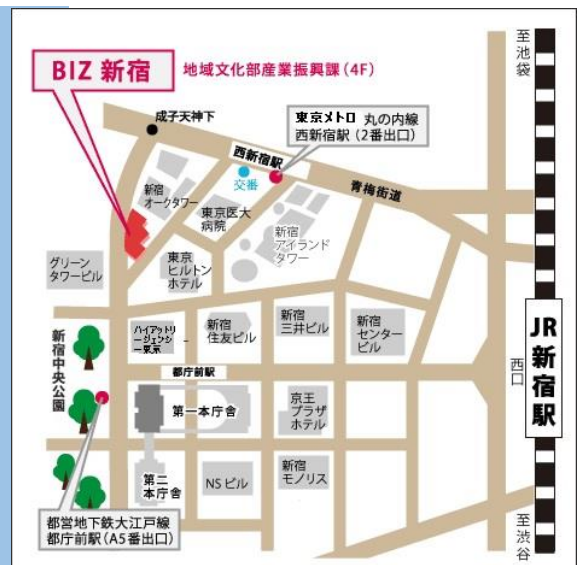 至池袋
BIZ 新宿
地域文化部産業振興課(4F)
成子天神下
東京メトロ 丸の内線
西新宿駅(2番出口)
西新宿駅
交番
青梅街道
新宿
オークタワー
東京医大
病院
新宿
アイランド
タワー
グリーン
タワービル
東京
ヒルトン
ホテル
新宿中央公園
ハイアットリ
ージェンシ
ー東京
新宿
住友ビル
新宿
三井ビル
新宿
センター
ビル
JR新宿駅
西口
都庁前駅
第一本庁舎
京王
プラザ
ホテル
第二
本庁舎
NSビル
新宿
モノリス
都営地下鉄大江戸線
都庁前駅(A5番出口)
至渋谷